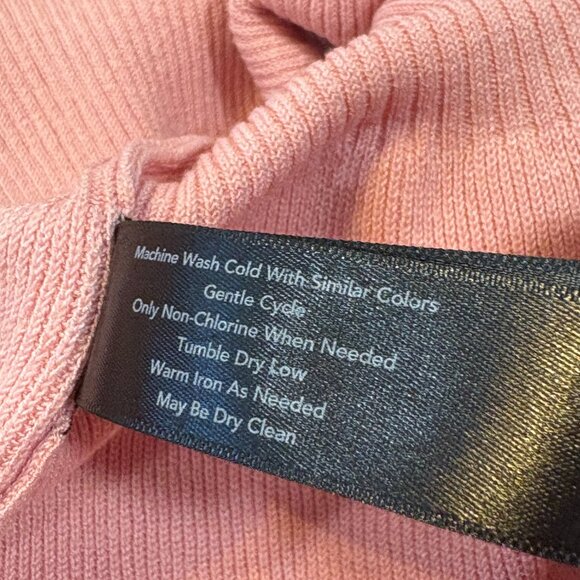 Machine Wash Cold With Similar Colors
Gentle Cycle
Only Non-Chlorine When Needed
Tumble Dry Low
Warm Iron As Needed
May Be Dry Clean